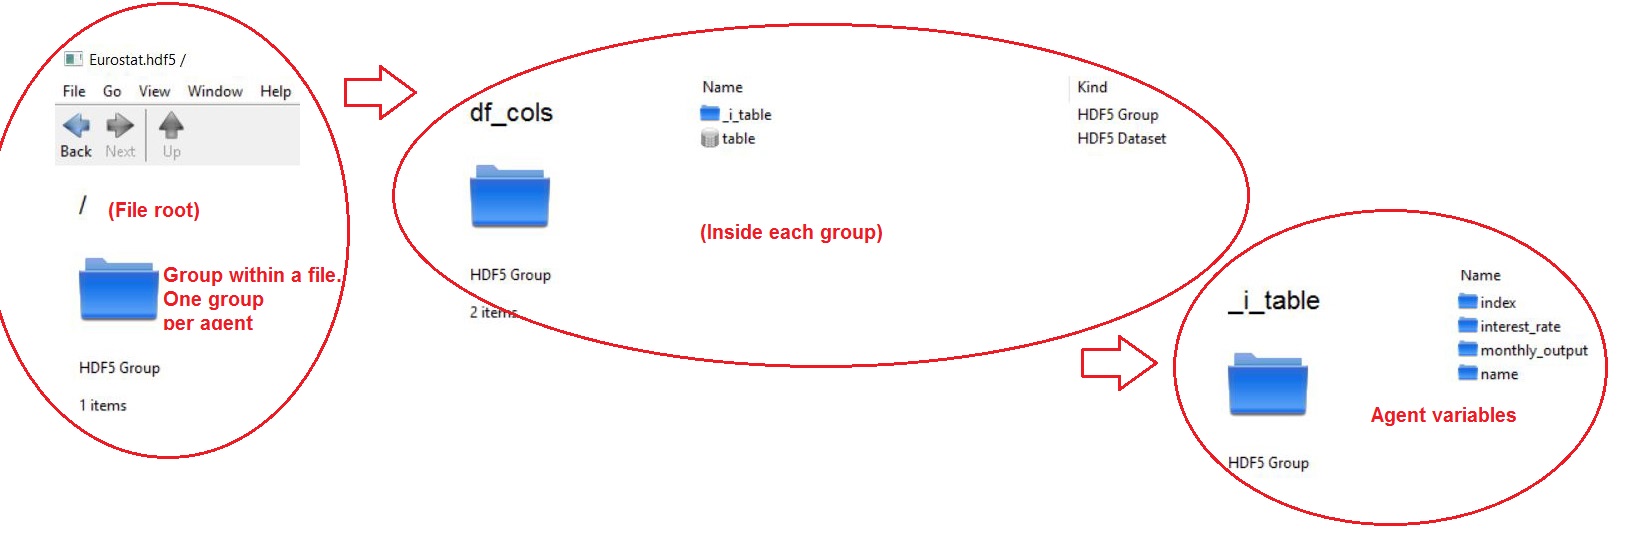 Eurostat.hdf5 /
File Go View Window Help
Back Next Up
/ (File root)
Group within a file.
One group
per agent
HDF5 Group
1 items
df_cols
Name Kind
_i_table HDF5 Group
table HDF5 Dataset
(Inside each group)
HDF5 Group
2 items
_i_table
Name
index
interest_rate
monthly_output
name
Agent variables
HDF5 Group